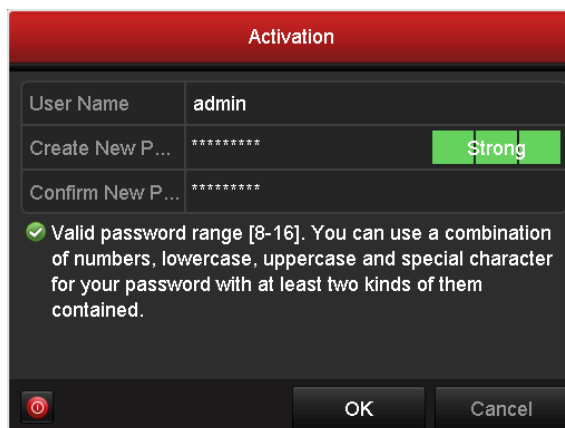 Activation
User Name admin
Create New P... ********* Strong
Confirm New P... *********
Valid password range [8-16]. You can use a combination
of numbers, lowercase, uppercase and special character
for your password with at least two kinds of them
contained.
OK Cancel